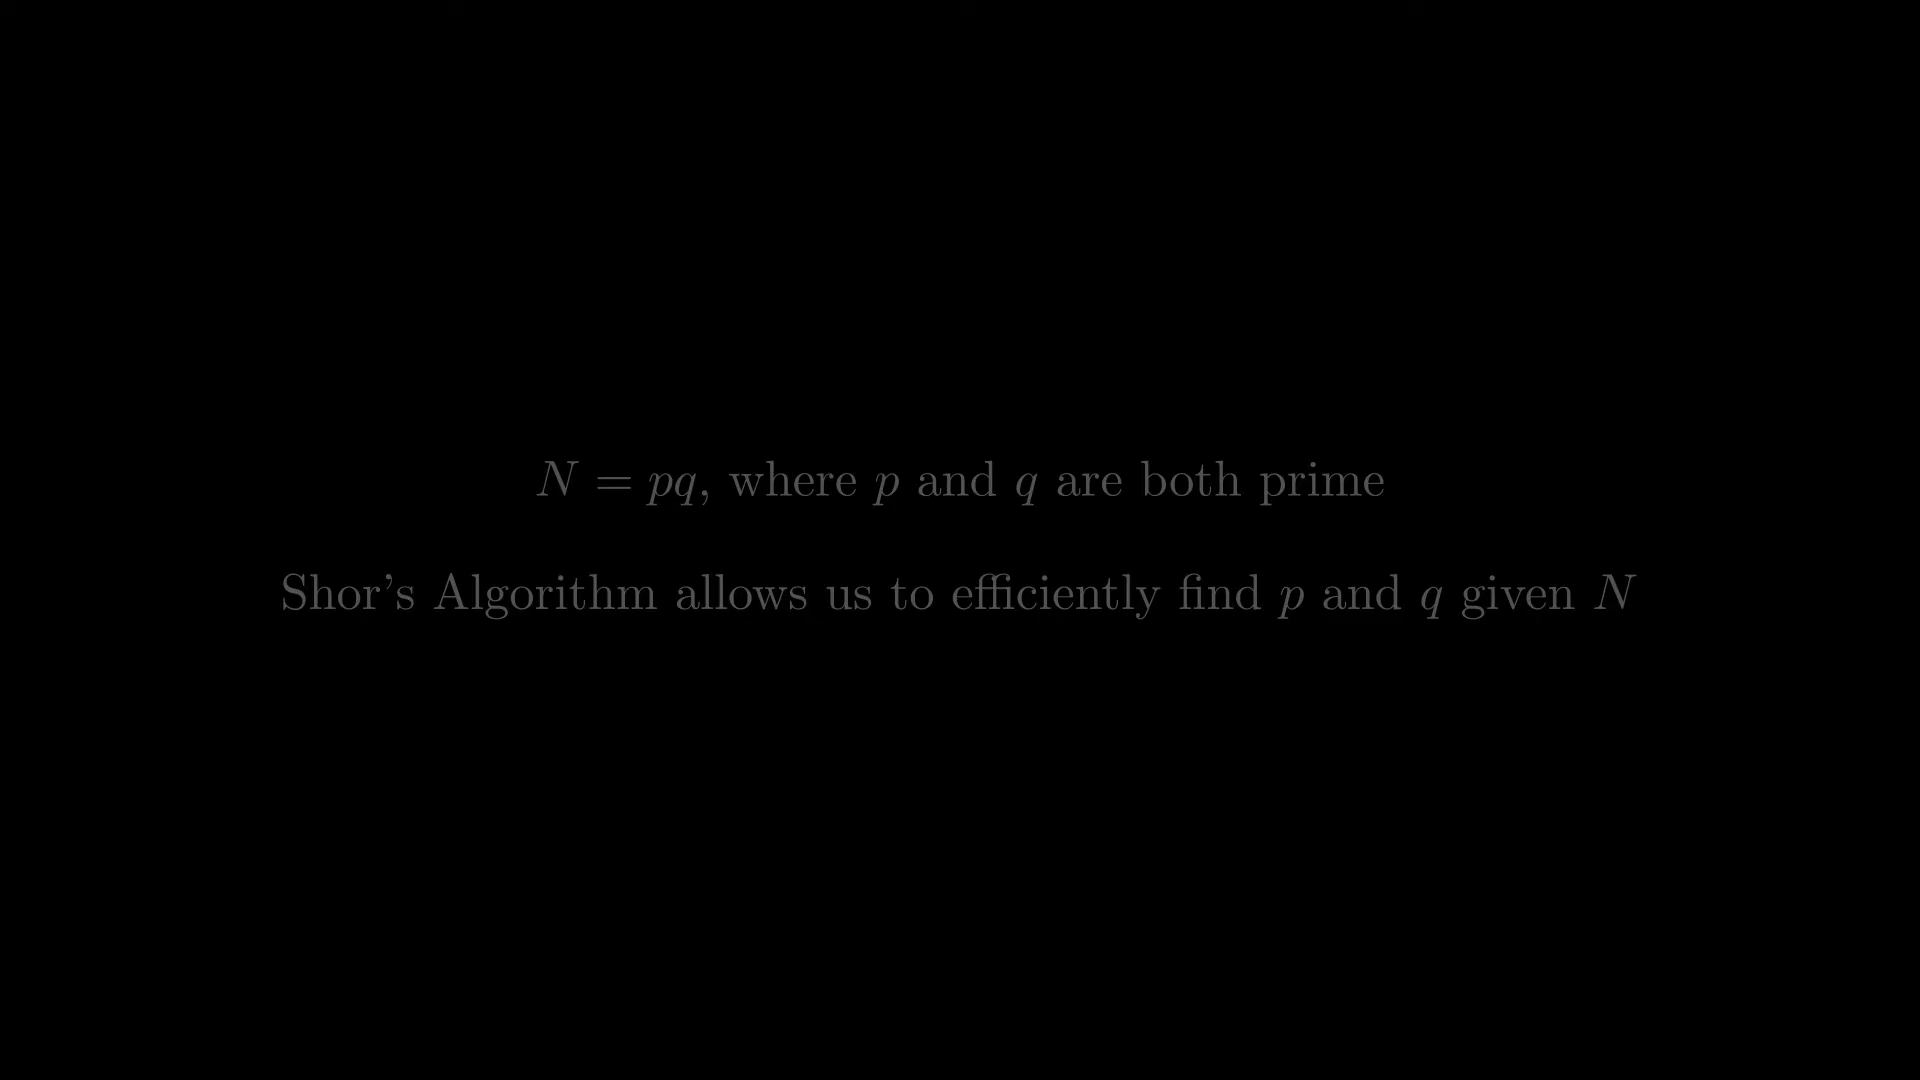 N = pq, where p and q are both prime
Shor's Algorithm allows us to efficiently find p and q given N